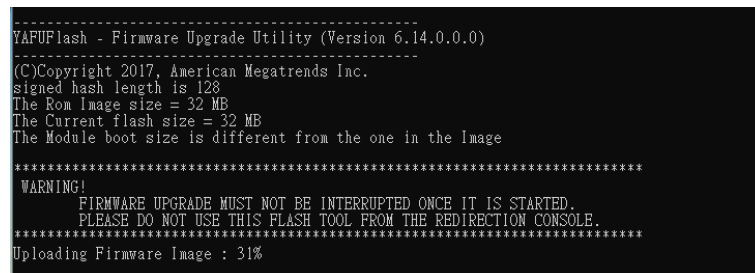 -------------------------------------------------
YAFUFlash - Firmware Upgrade Utility (Version 6.14.0.0.0)
-------------------------------------------------
(C)Copyright 2017, American Megatrends Inc.
signed hash length is 128
The Rom Image size = 32 MB
The Current flash size = 32 MB
The Module boot size is different from the one in the Image
****************************************************************************
WARNING!
FIRMWARE UPGRADE MUST NOT BE INTERRUPTED ONCE IT IS STARTED.
PLEASE DO NOT USE THIS FLASH TOOL FROM THE REDIRECTION CONSOLE.
****************************************************************************
Uploading Firmware Image : 31%